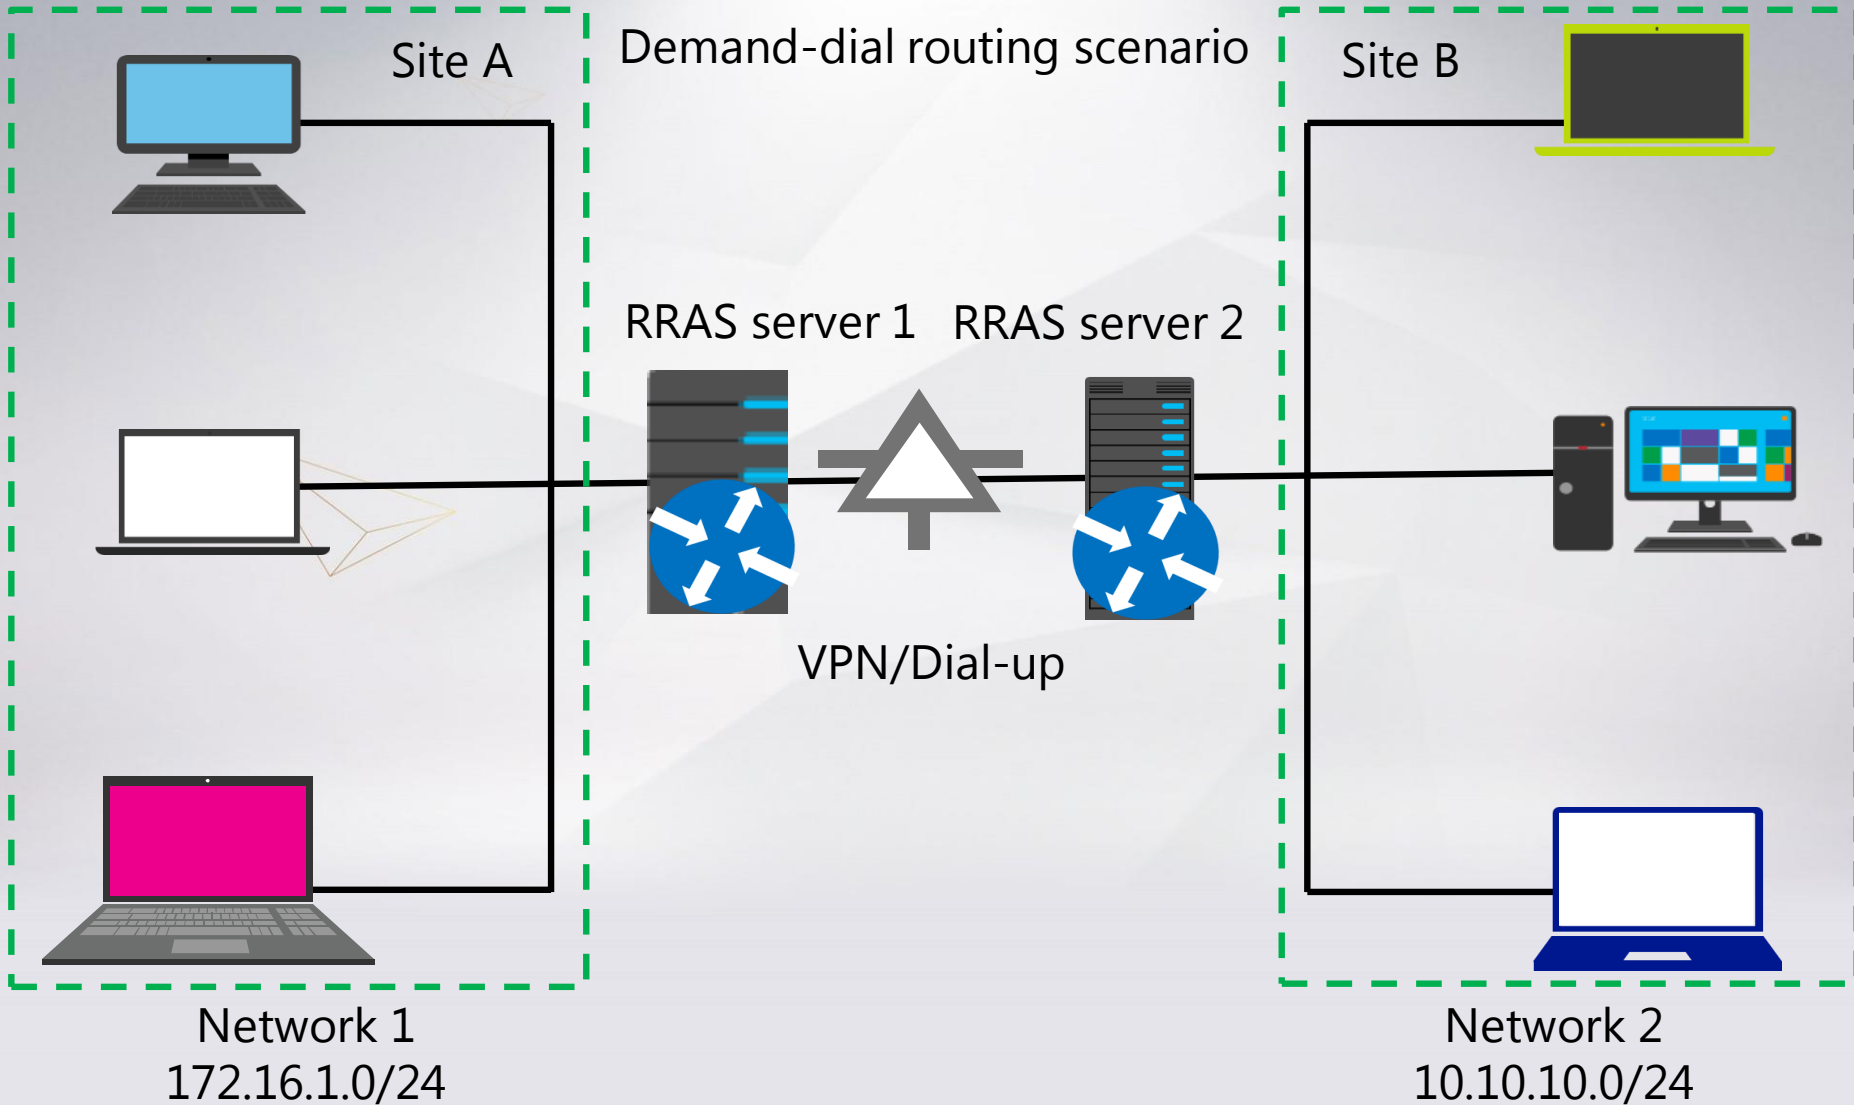 Site A
Demand-dial routing scenario
Site B
RRAS server 1
RRAS server 2
VPN/Dial-up
Network 1
172.16.1.0/24
Network 2
10.10.10.0/24